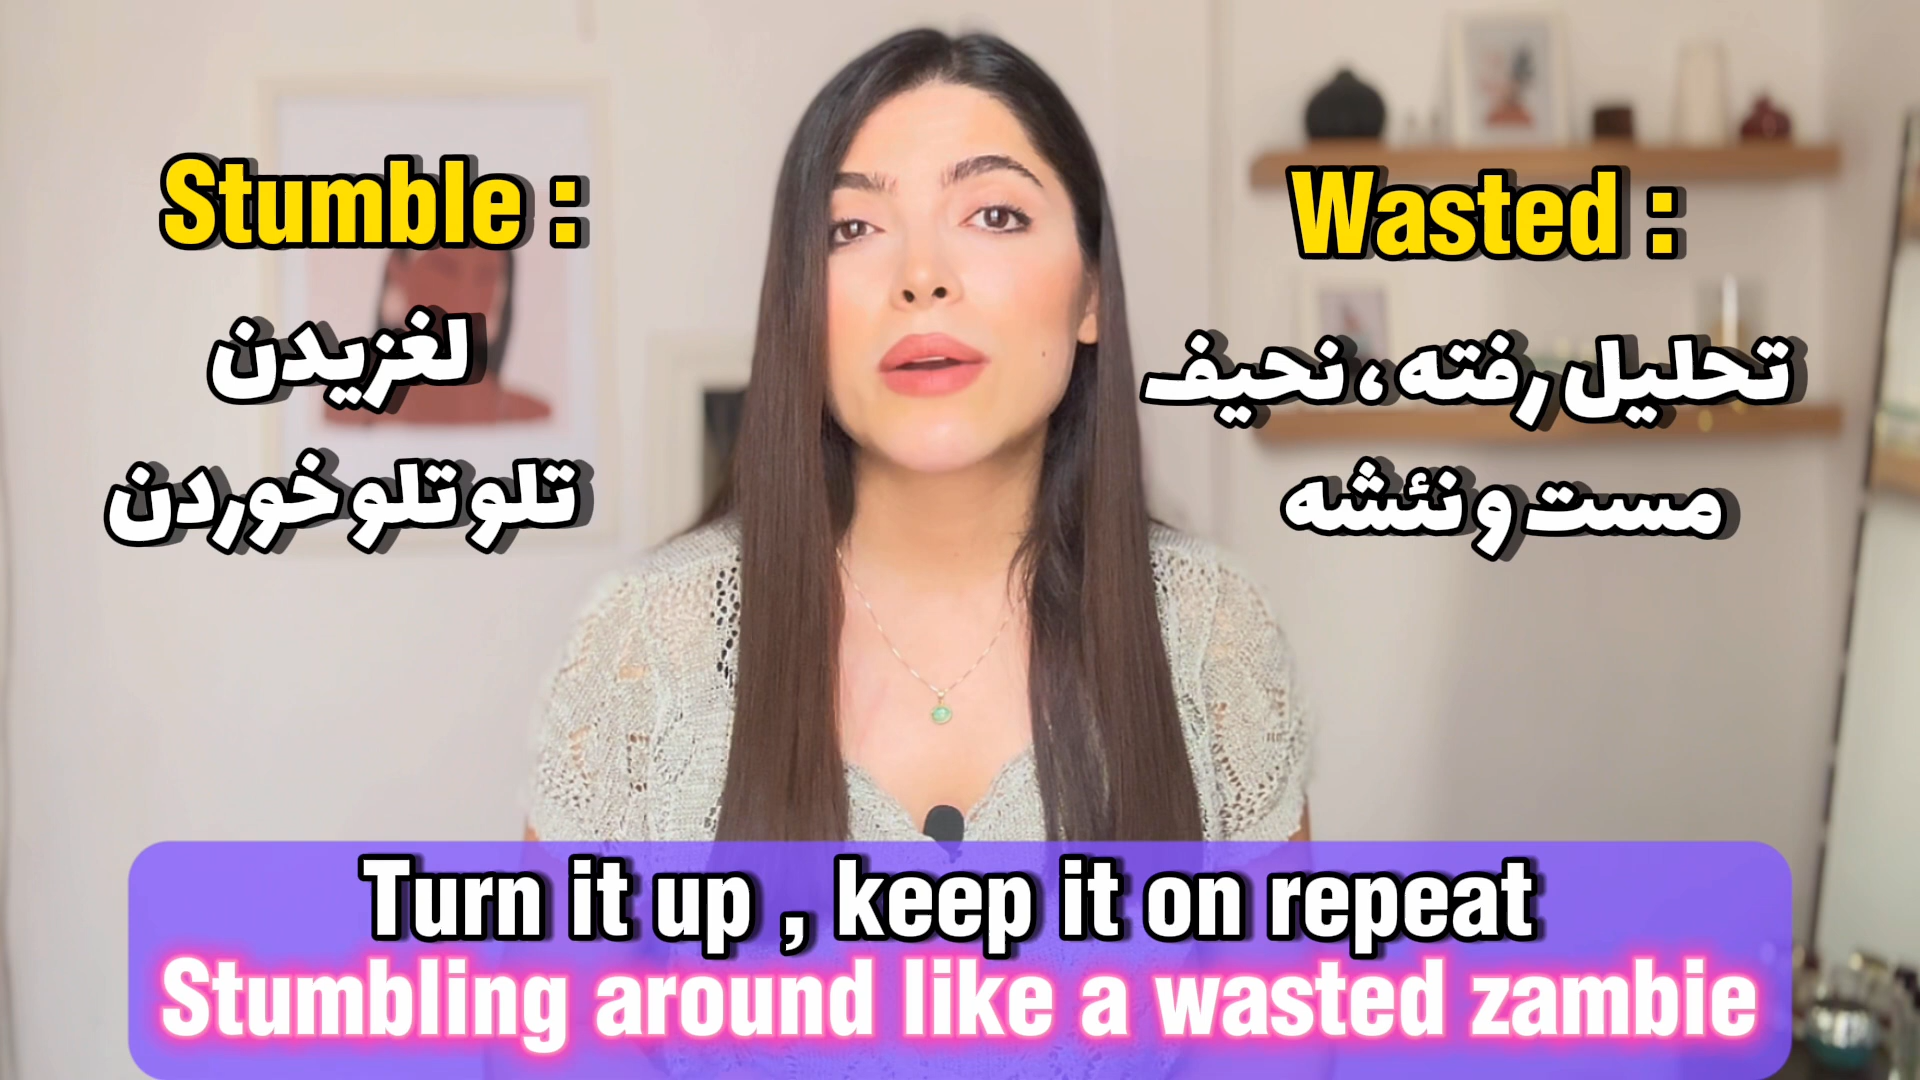 Stumble :
لغزیدن
تلو تلو خوردن
Wasted :
تحلیل رفته ، نحیف
مست و نئشه
Turn it up , keep it on repeat
Stumbling around like a wasted zambie